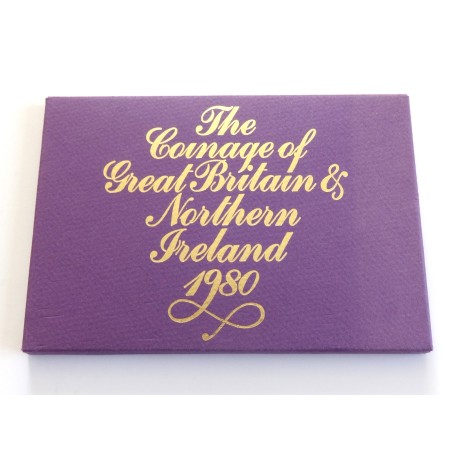 The
Coinage of
Great Britain &
Northern
Ireland
1980